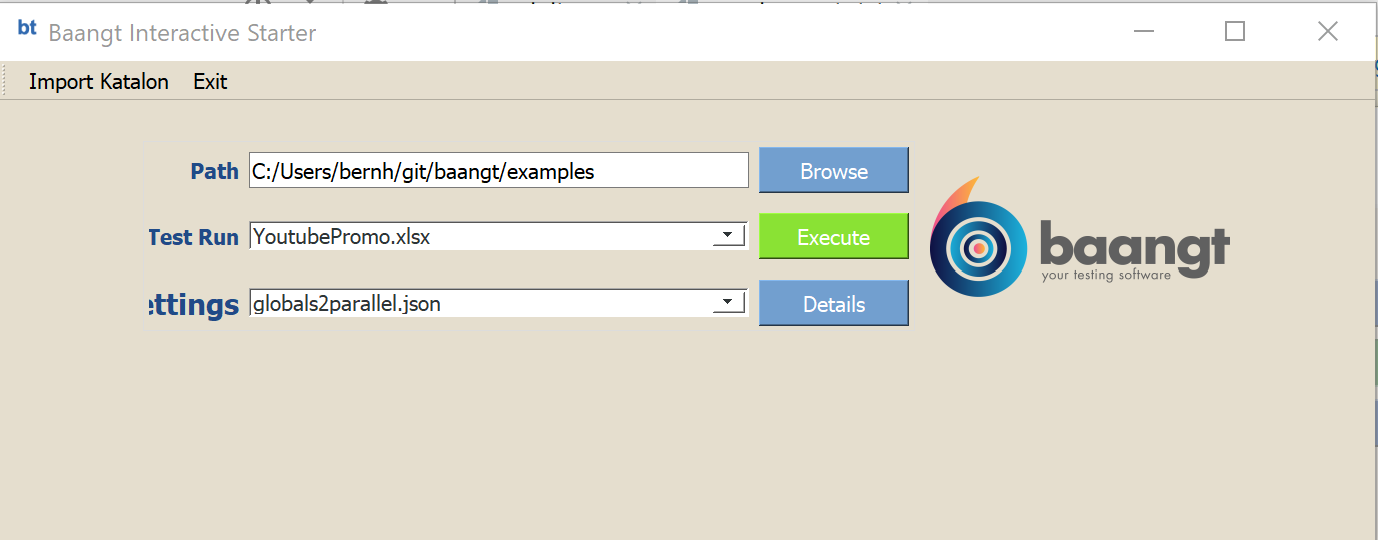 bt Baangt Interactive Starter
Import Katalon Exit
Path C:/Users/bernh/git/baangt/examples Browse
Test Run YoutubePromo.xlsx Execute
ettings globals2parallel.json Details
baangt
your testing software